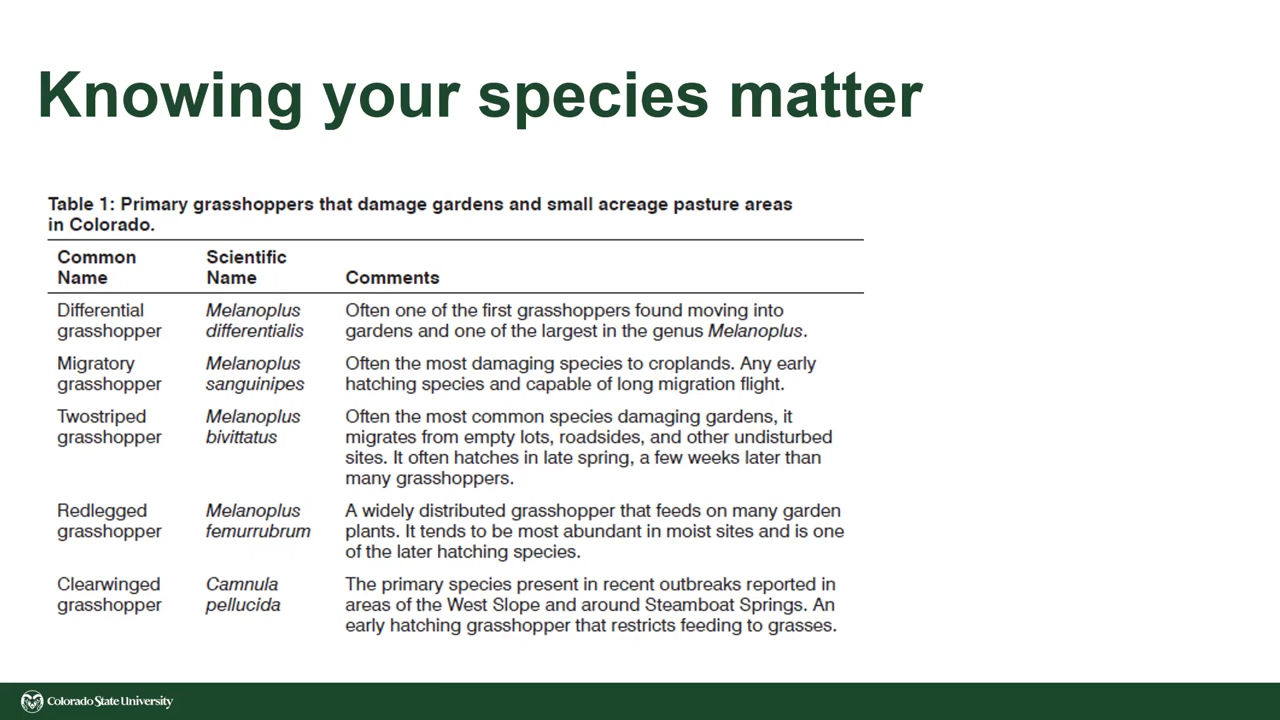 Knowing your species matter
Table 1: Primary grasshoppers that damage gardens and small acreage pasture areas
in Colorado.
Common Name
Scientific Name
Comments
Differential grasshopper
Melanoplus differentialis
Often one of the first grasshoppers found moving into
gardens and one of the largest in the genus Melanoplus.
Migratory grasshopper
Melanoplus sanguinipes
Often the most damaging species to croplands. Any early
hatching species and capable of long migration flight.
Twostriped grasshopper
Melanoplus bivittatus
Often the most common species damaging gardens, it
migrates from empty lots, roadsides, and other undisturbed
sites. It often hatches in late spring, a few weeks later than
many grasshoppers.
Redlegged grasshopper
Melanoplus femurrubrum
A widely distributed grasshopper that feeds on many garden
plants. It tends to be most abundant in moist sites and is one
of the later hatching species.
Clearwinged grasshopper
Camnula pellucida
The primary species present in recent outbreaks reported in
areas of the West Slope and around Steamboat Springs. An
early hatching grasshopper that restricts feeding to grasses.
Colorado State University